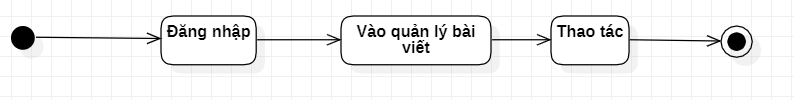 Đăng nhập
Vào quản lý bài
viết
Thao tác